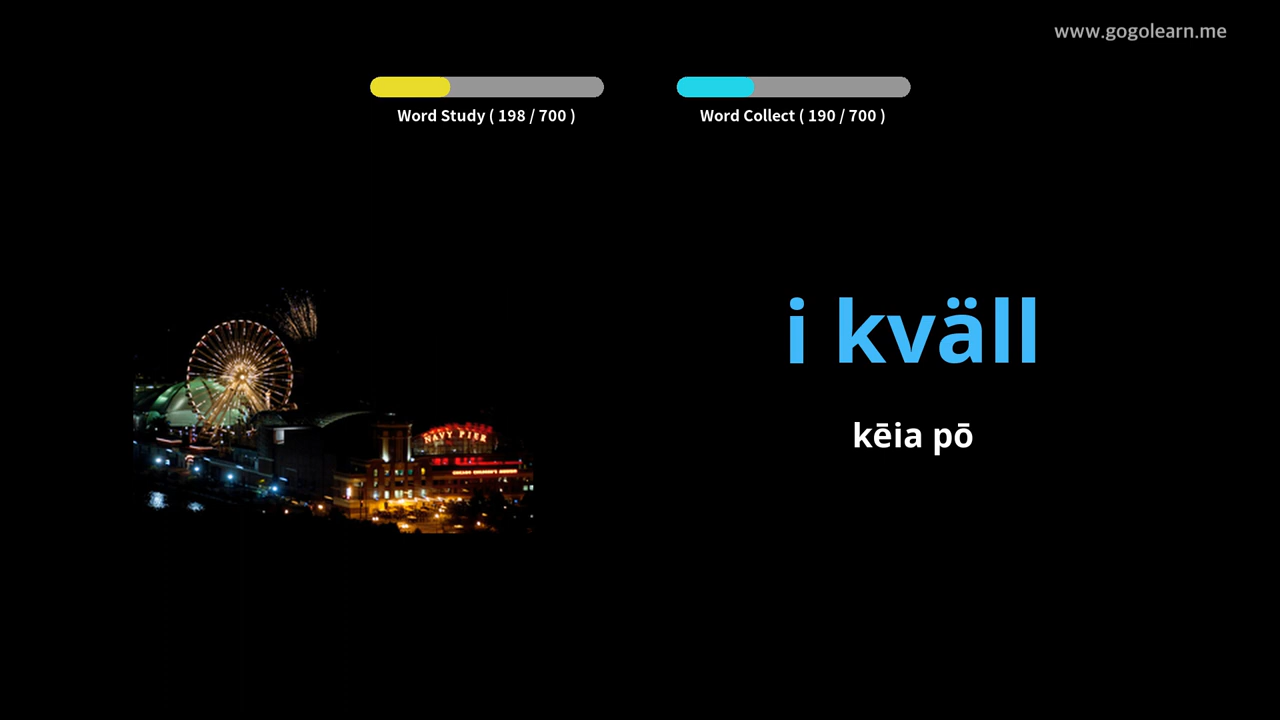 www.gogolearn.me
Word Study ( 198 / 700 )
Word Collect ( 190 / 700 )
i kväll
kēia pō
NAVY PIER